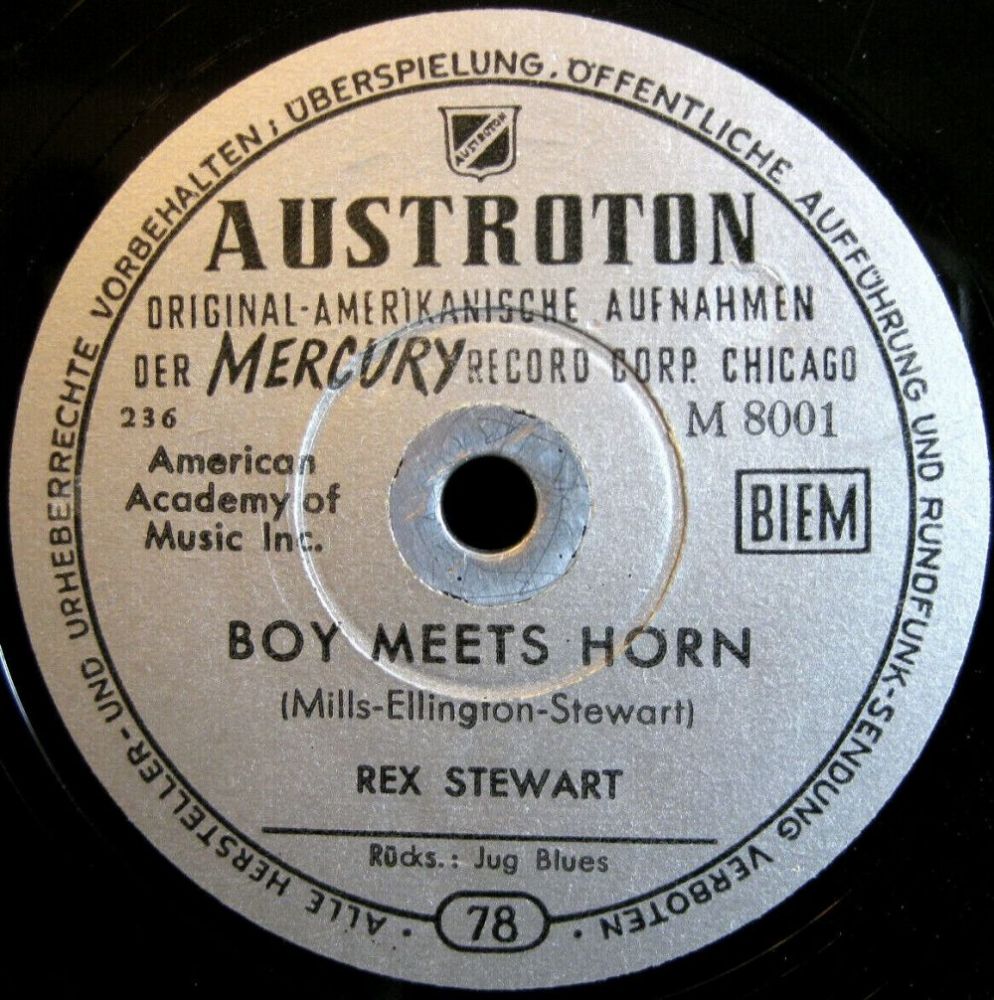 · ALLE HERSTELLER-UND URHEBERRECHTE VORBEHALTEN; ÜBERSPIELUNG, ÖFFENTLICHE AUFFÜHRUNG UND RUNDFUNK-SENDUNG VERBOTEN ·
AUSTROTON
AUSTROTON
ORIGINAL-AMERIKANISCHE AUFNAHMEN
DER MERCURY RECORD CORP. CHICAGO
236
M 8001
American
Academy of
Music Inc.
BIEM
BOY MEETS HORN
(Mills-Ellington-Stewart)
REX STEWART
Rücks.: Jug Blues
78